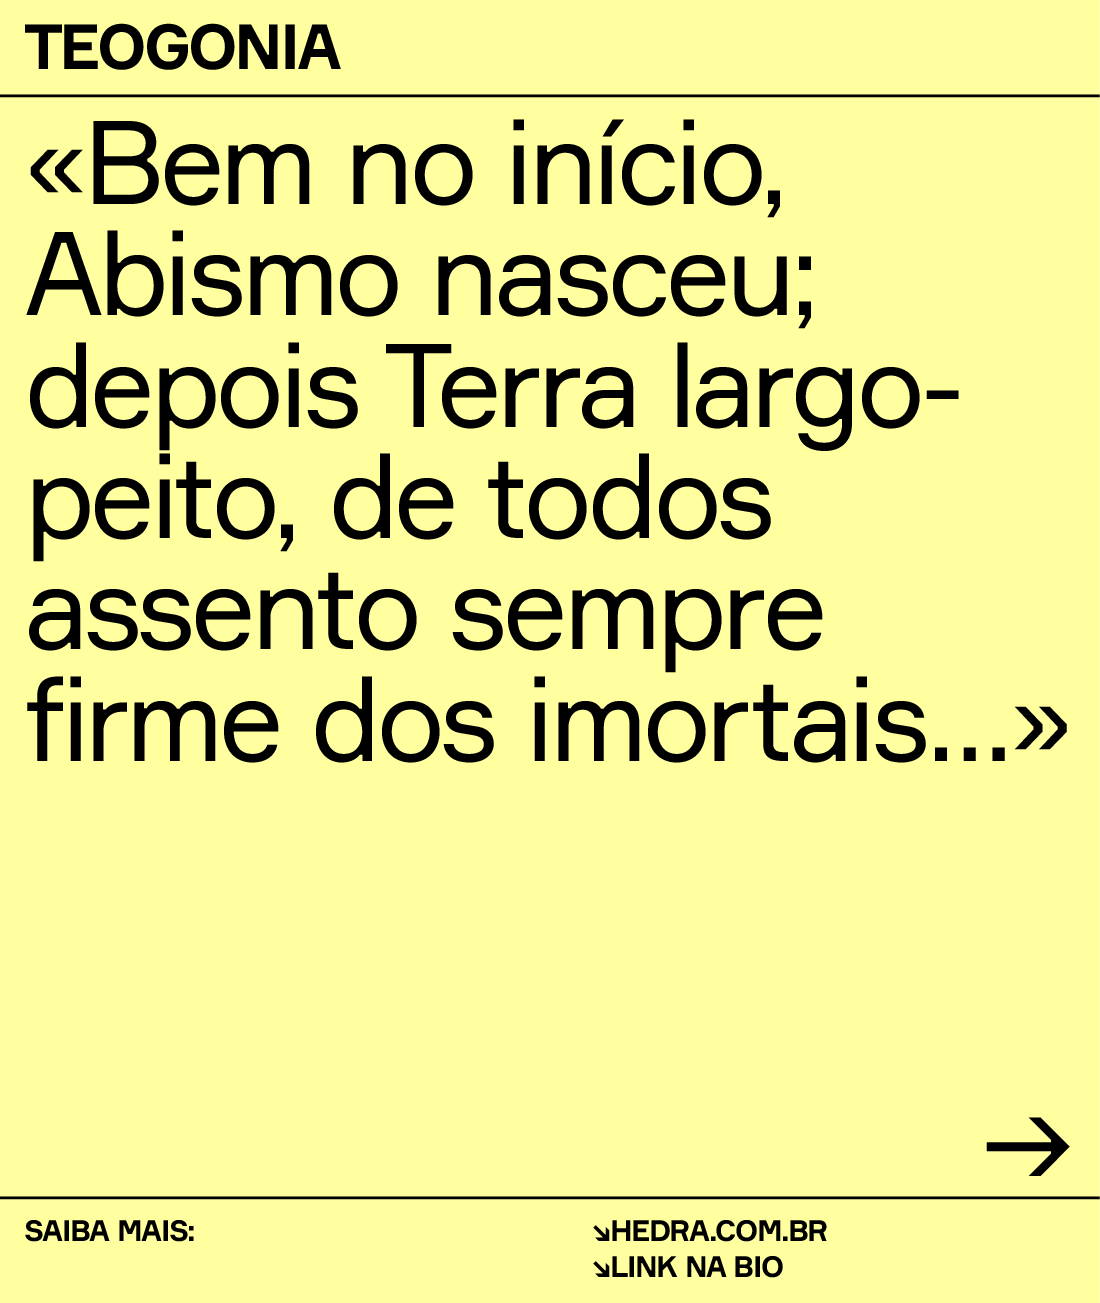 TEOGONIA
«Bem no início,
Abismo nasceu;
depois Terra largo-
peito, de todos
assento sempre
firme dos imortais...»
→
SAIBA MAIS:
↘HEDRA.COM.BR
↘LINK NA BIO